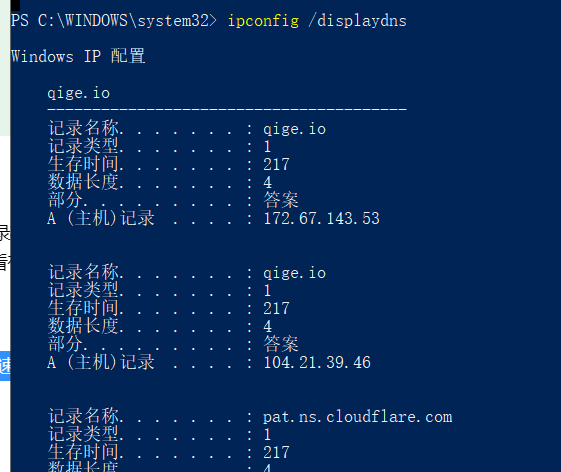 PS C:\WINDOWS\system32> ipconfig /displaydns
Windows IP 配置
qige.io
----------------------------------------
记录名称. . . . . . . : qige.io
记录类型. . . . . . . : 1
生存时间. . . . . . . : 217
数据长度. . . . . . . : 4
部分. . . . . . . . . : 答案
A (主机)记录 . . . . : 172.67.143.53
记录名称. . . . . . . : qige.io
记录类型. . . . . . . : 1
生存时间. . . . . . . : 217
数据长度. . . . . . . : 4
部分. . . . . . . . . : 答案
A (主机)记录 . . . . : 104.21.39.46
记录名称. . . . . . . : pat.ns.cloudflare.com
记录类型. . . . . . . : 1
生存时间. . . . . . . : 217
数据长度. . . . . . . : 4